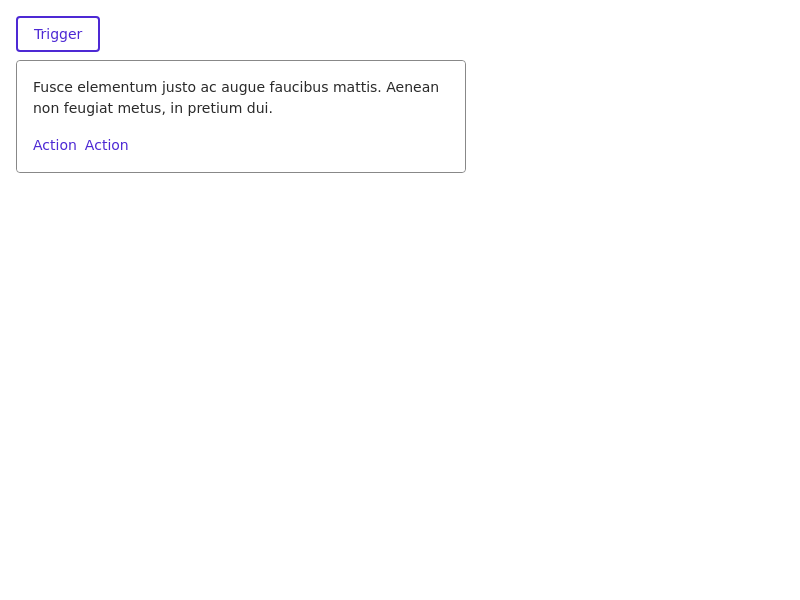 Trigger
Fusce elementum justo ac augue faucibus mattis. Aenean
non feugiat metus, in pretium dui.
Action Action